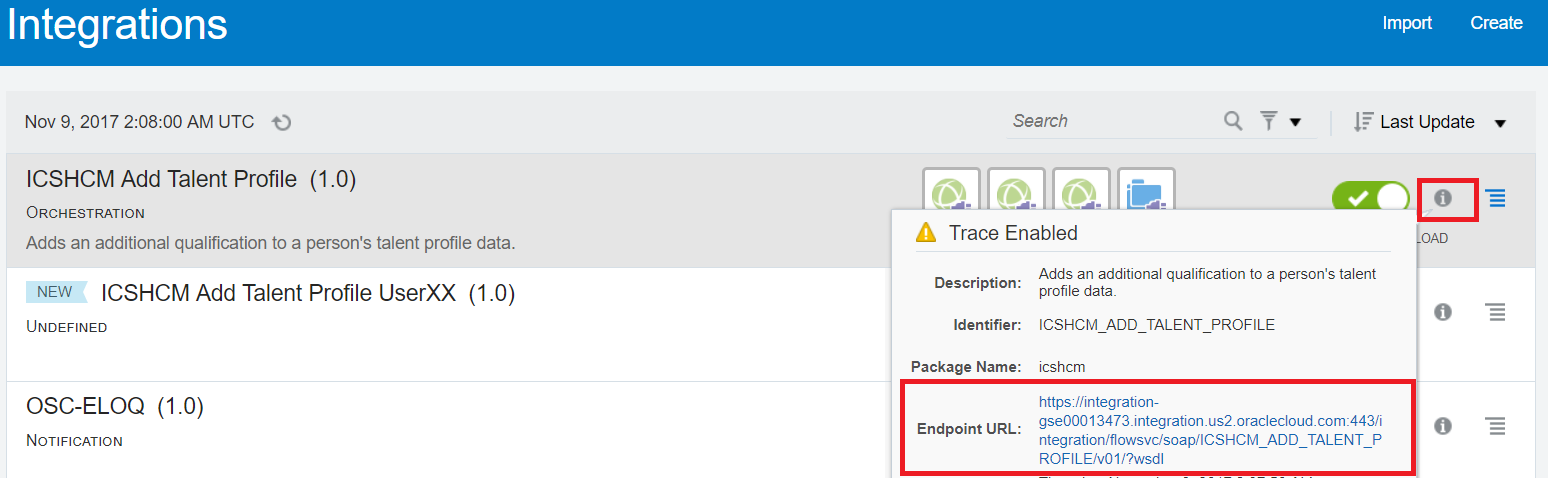 Integrations
Import
Create
Nov 9, 2017 2:08:00 AM UTC
Search
Last Update
ICSHCM Add Talent Profile (1.0)
ORCHESTRATION
Adds an additional qualification to a person's talent profile data.
LOAD
Trace Enabled
Description: Adds an additional qualification to a person's talent
profile data.
Identifier: ICSHCM_ADD_TALENT_PROFILE
Package Name: icshcm
Endpoint URL: https://integration-
gse00013473.integration.us2.oraclecloud.com:443/i
ntegration/flowsvc/soap/ICSHCM_ADD_TALENT_P
ROFILE/v01/?wsdl
NEW ICSHCM Add Talent Profile UserXX (1.0)
UNDEFINED
OSC-ELOQ (1.0)
NOTIFICATION